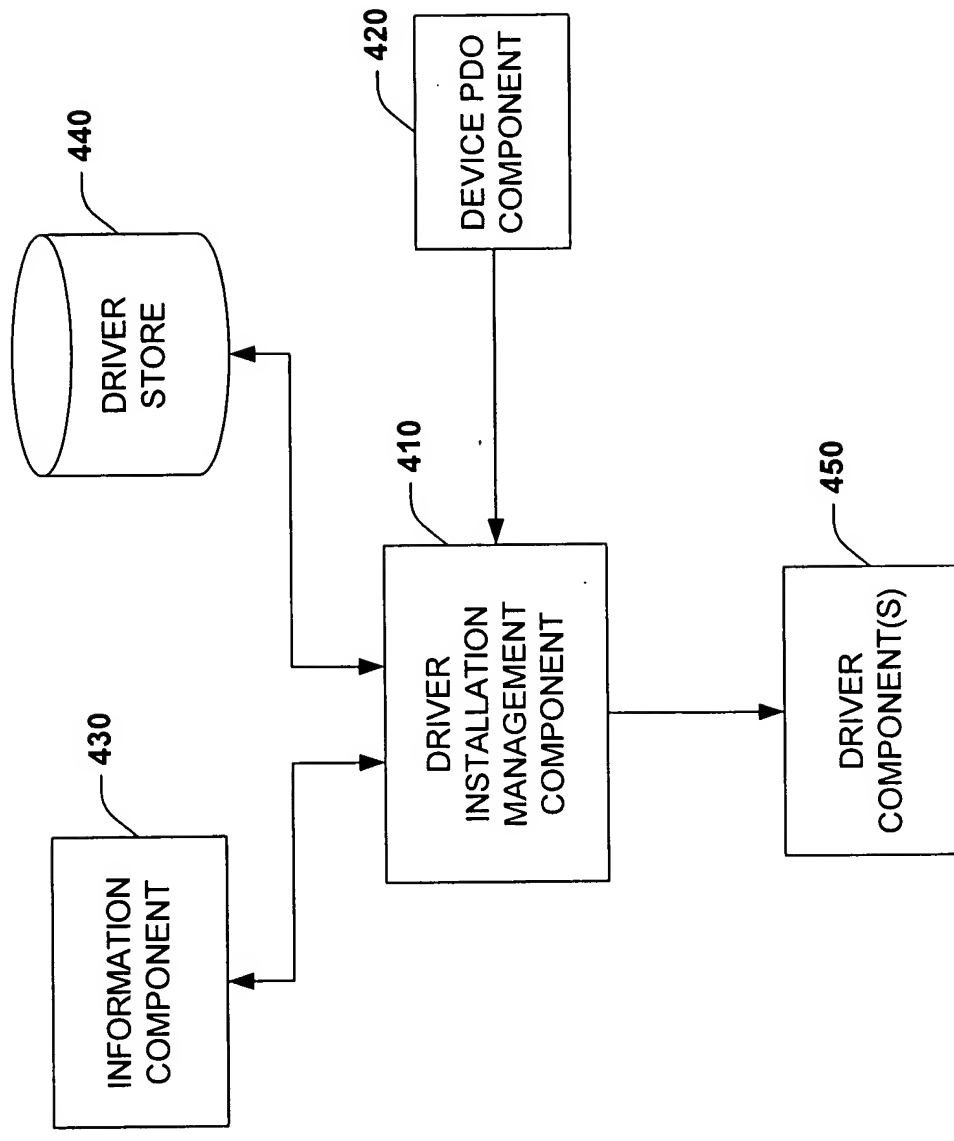 430
INFORMATION
COMPONENT
440
DRIVER
STORE
410
DRIVER
INSTALLATION
MANAGEMENT
COMPONENT
420
DEVICE PDO
COMPONENT
450
DRIVER
COMPONENT(S)